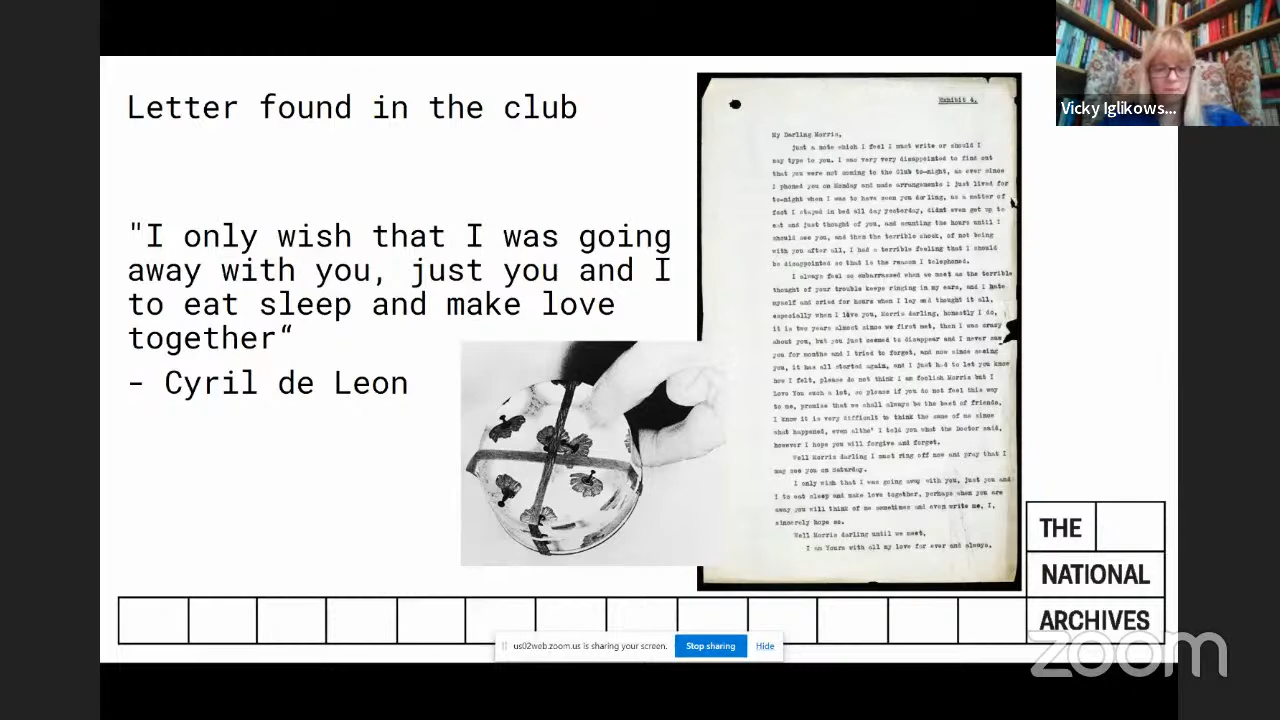 Letter found in the club
"I only wish that I was going
away with you, just you and I
to eat sleep and make love
together“
- Cyril de Leon
Exhibit 4.
My Darling Morris,
just a note which I feel I must write or should I
say type to you. I was very very disappointed to find out
that you were not coming to the Club to-night, as ever since
I phoned you on Monday and made arrangements I just lived for
to-night when I was to have seen you darling, as a matter of
fact I stayed in bed all day yesterday, didnt even get up to
eat and just thought of you, and counting the hours until I
should see you, and then the terrible shock, of not being
with you after all, I had a terrible feeling that I should
be disappointed so that is the reason I telephoned.
I always feel so embarrassed when we meet as the terrible
thought of your trouble keeps ringing in my ears, and I hate
myself and cried for hours when I lay and thought it all,
especially when I love you, Morris darling, honestly I do,
it is two years almost since we first met, then I was crazy
about you, but you just seemed to disappear and I never saw
you for months and I tried to forget, and now since seeing
you, it has all started again, and I just had to let you know
how I felt, please do not think I am foolish Morris but I
Love You such a lot, so please if you do not feel this way
to me, promise that we shall always be the best of friends.
I know it is very difficult to think the same of me since
what happened, even altho' I told you what the Doctor said,
however I hope you will forgive and forget.
Well Morris darling I must ring off now and pray that I
may see you on Saturday.
I only wish that I was going away with you, just you and
I to eat sleep and make love together, perhaps when you are
away you will think of me sometimes and even write me, I,
sincerely hope so.
Well Morris darling until we meet,
I am Yours with all my love for ever and always.
Vicky Iglikows...
THE
NATIONAL
ARCHIVES
us02web.zoom.us is sharing your screen.
Stop sharing
Hide
zoom